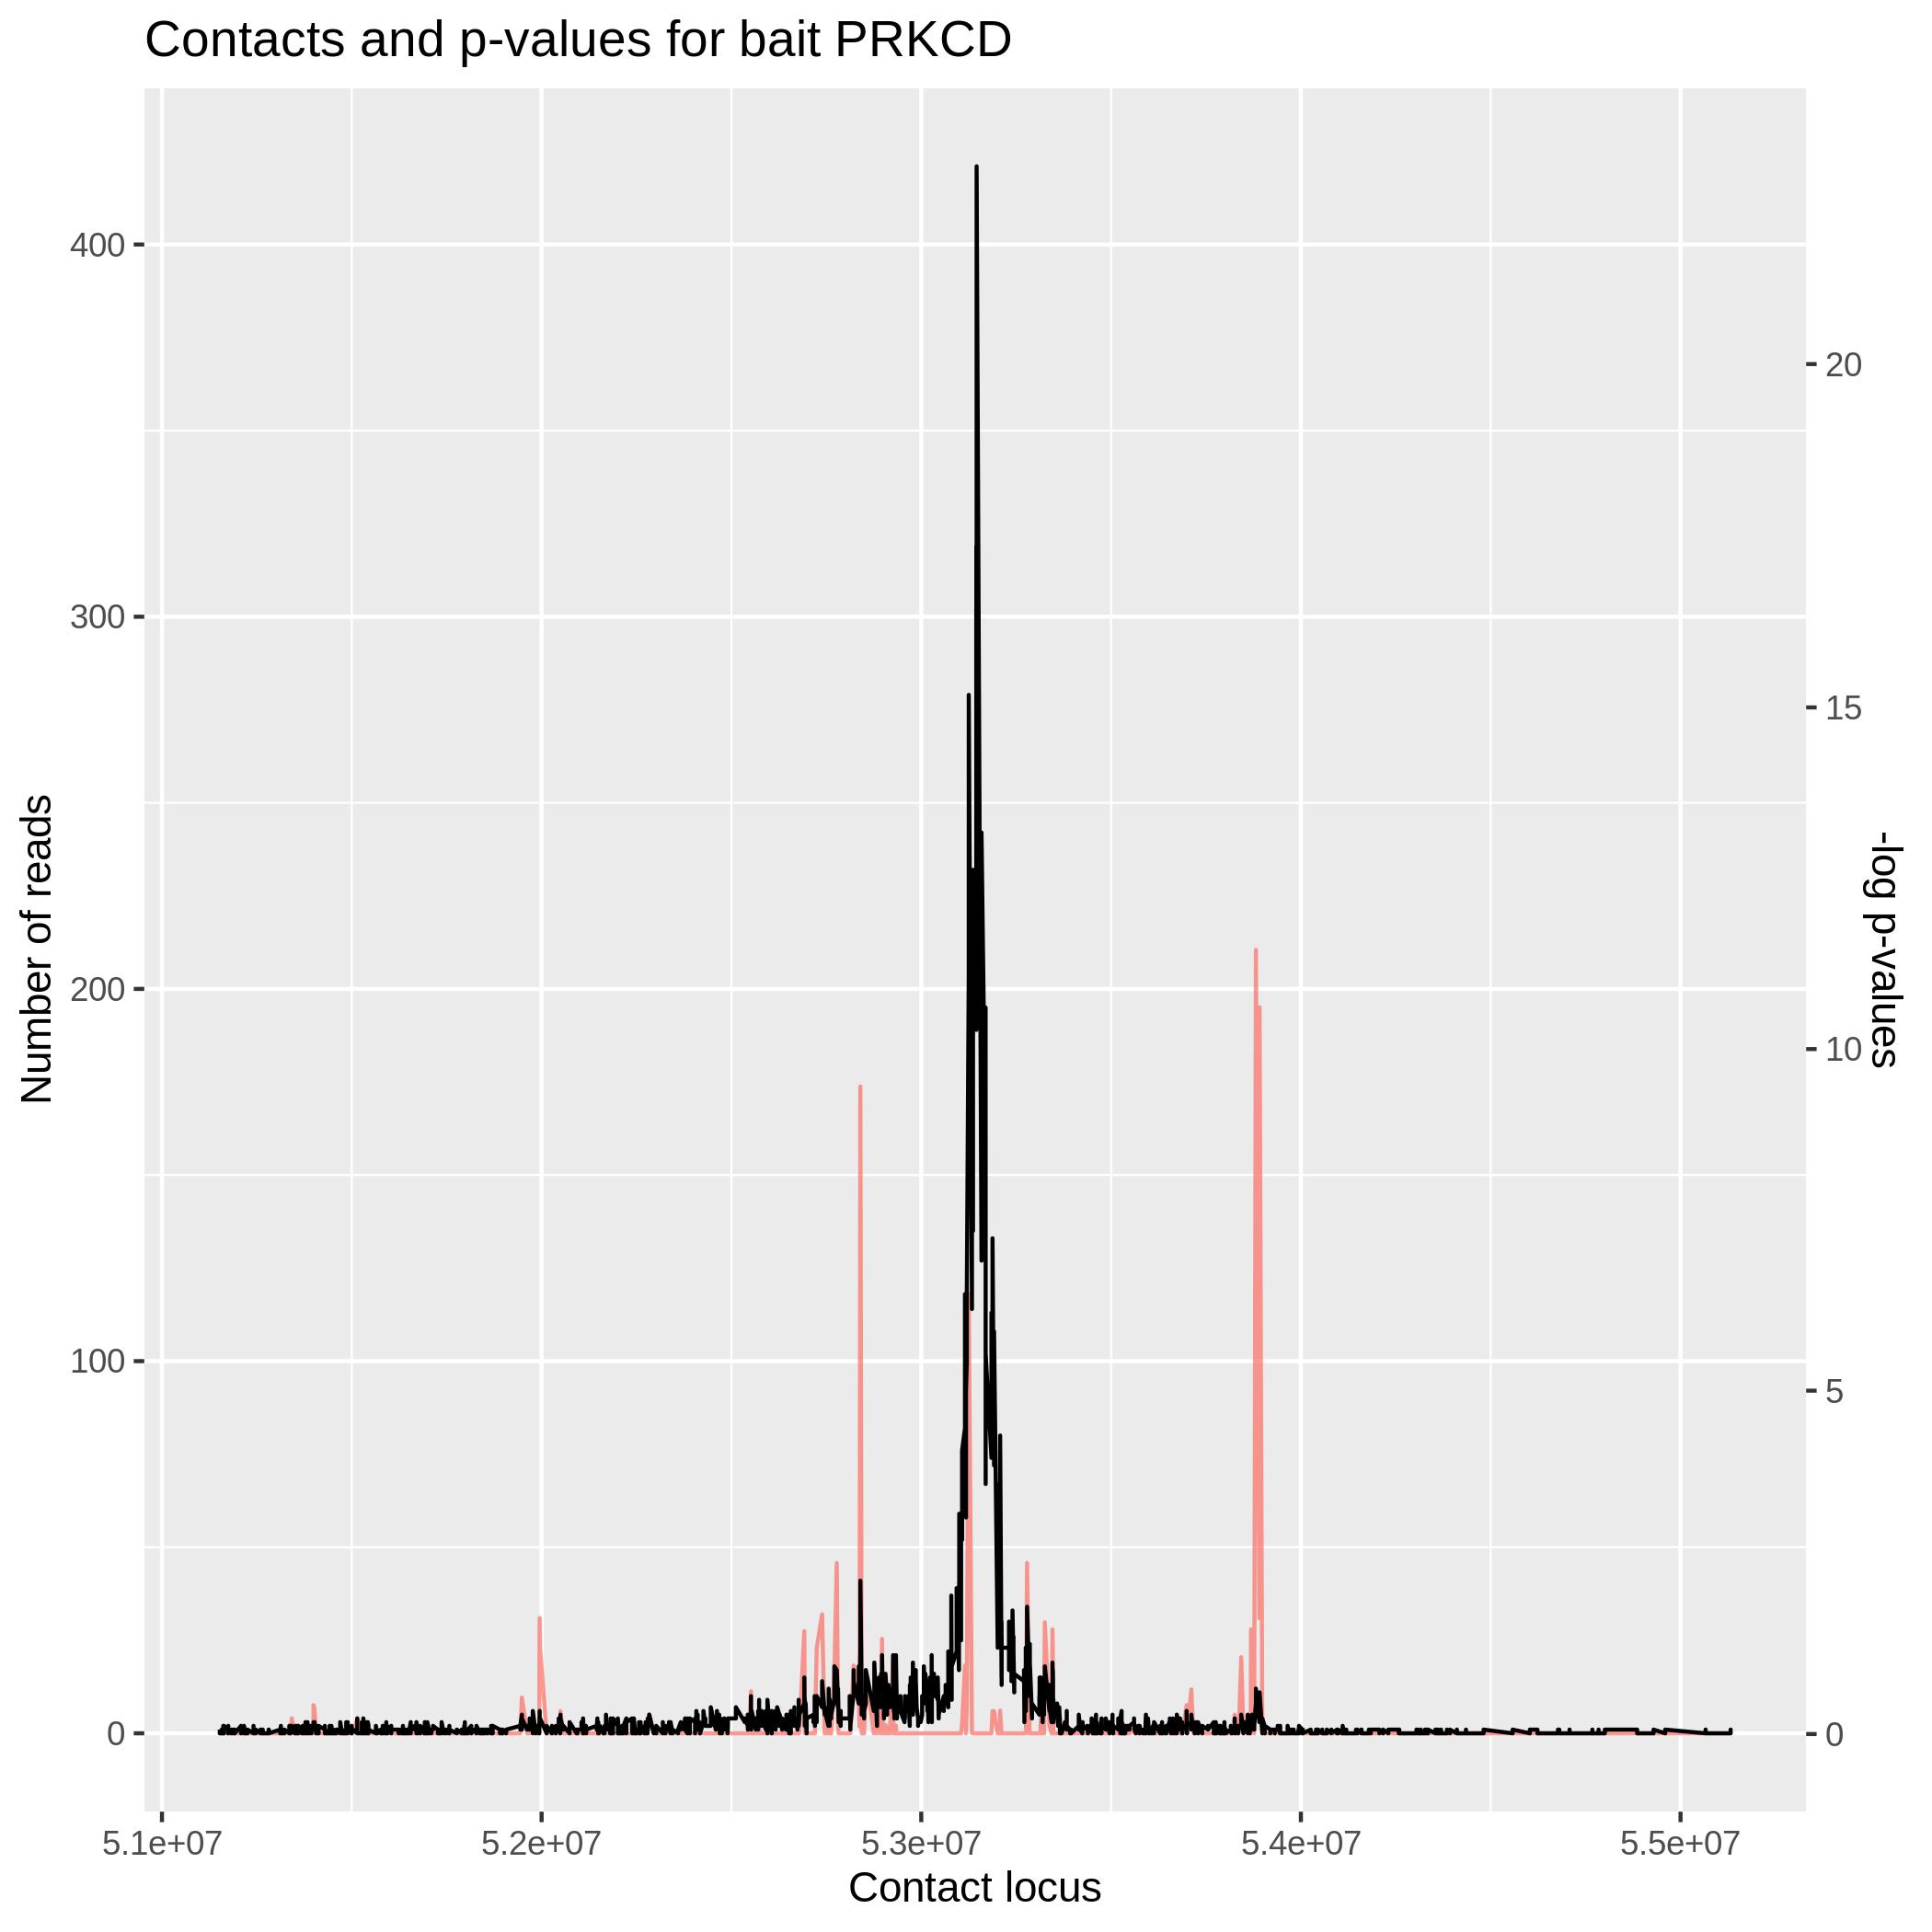 Contacts and p-values for bait PRKCD
400
300
200
100
0
Number of reads
20
15
10
5
0
-log p-values
5.1e+07
5.2e+07
5.3e+07
5.4e+07
5.5e+07
Contact locus